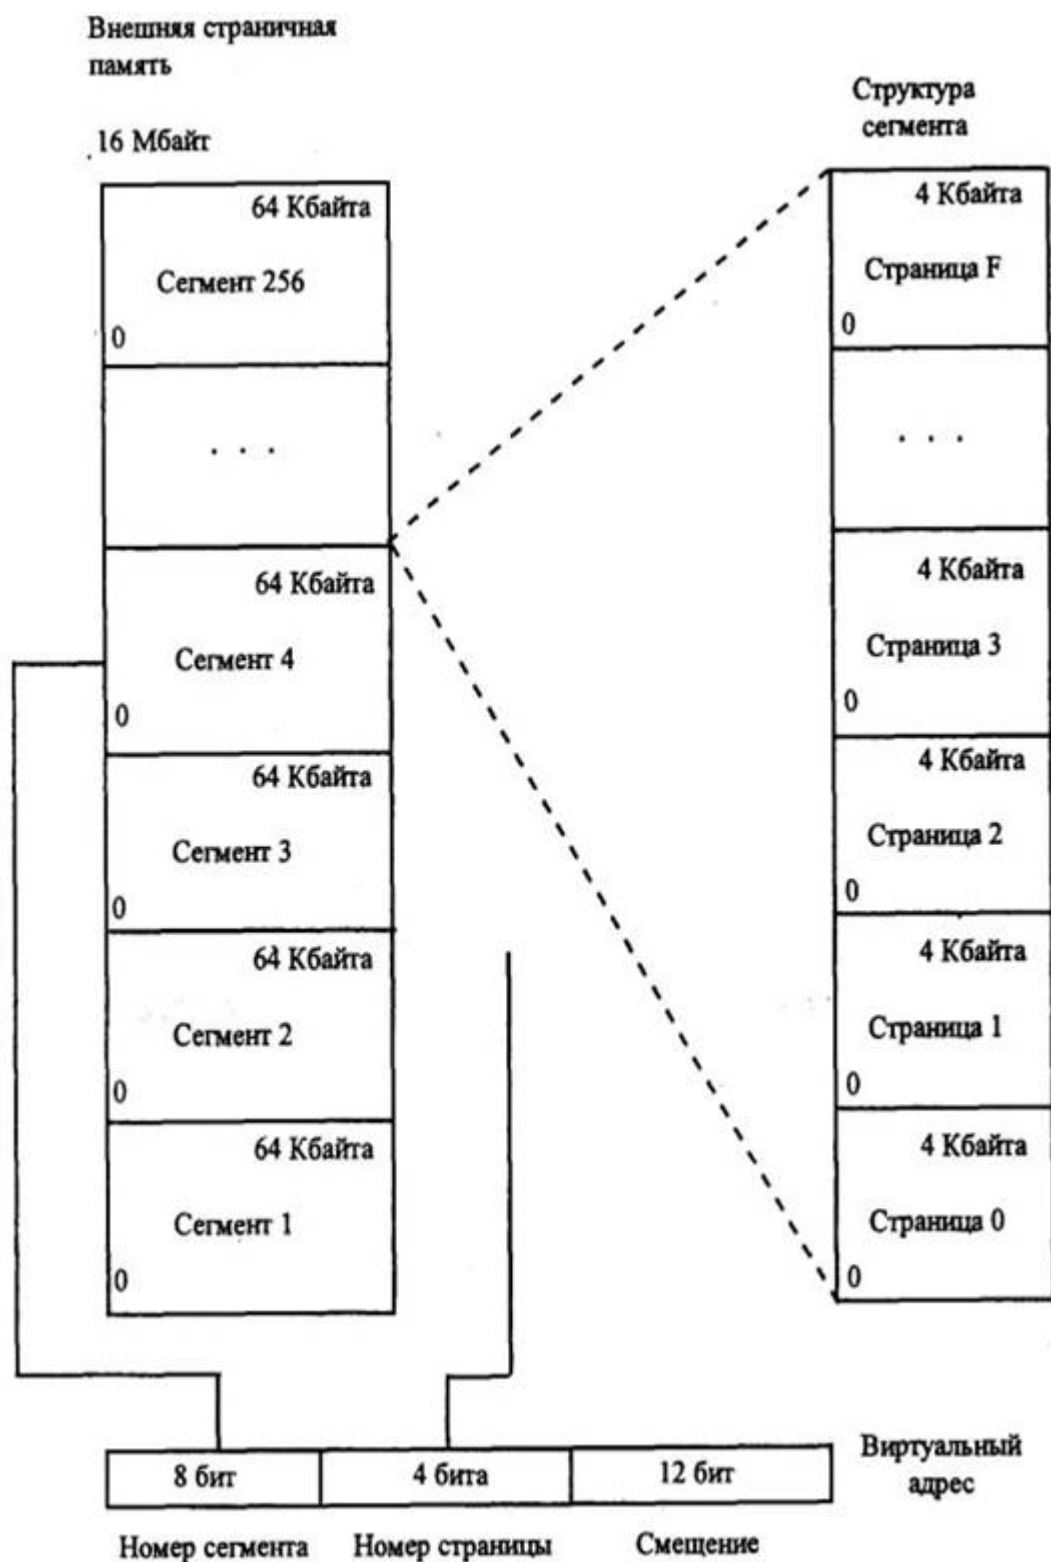 Внешняя страничная
память
16 Мбайт
64 Кбайта
Сегмент 256
0
. . .
64 Кбайта
Сегмент 4
0
64 Кбайта
Сегмент 3
0
64 Кбайта
Сегмент 2
0
64 Кбайта
Сегмент 1
0
Структура
сегмента
4 Кбайта
Страница F
0
. . .
4 Кбайта
Страница 3
0
4 Кбайта
Страница 2
0
4 Кбайта
Страница 1
0
4 Кбайта
Страница 0
0
8 бит
4 бита
12 бит
Виртуальный
адрес
Номер сегмента
Номер страницы
Смещение